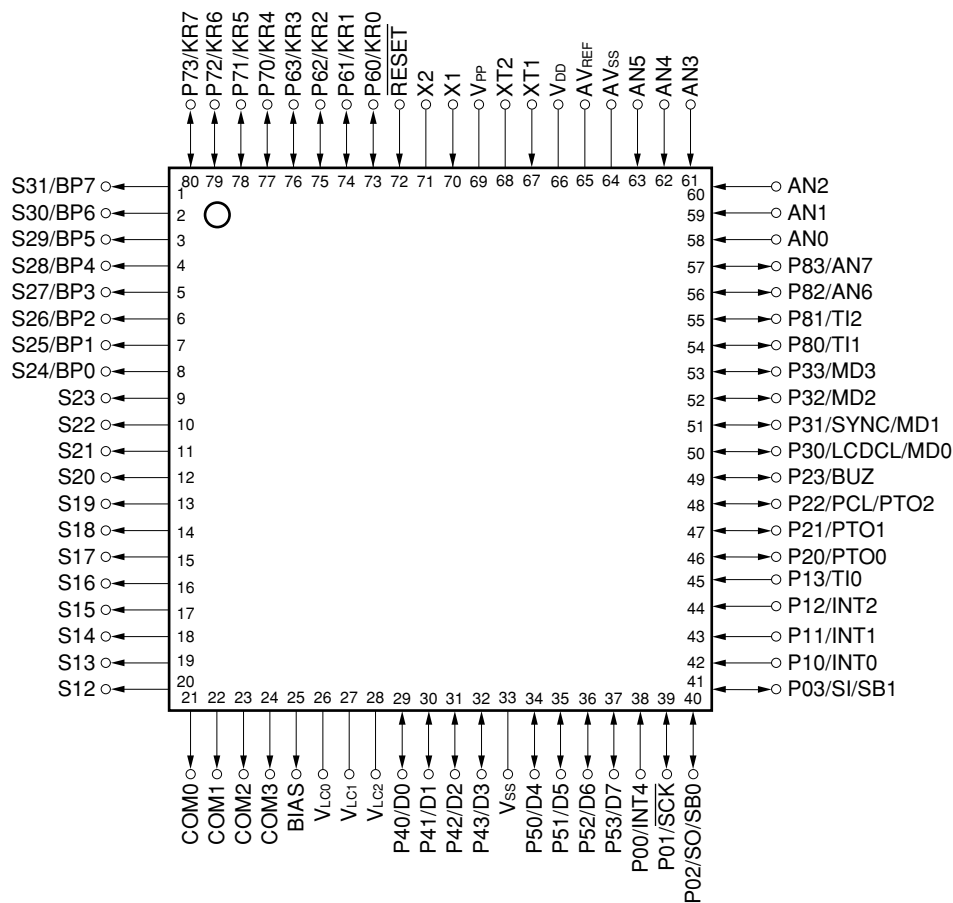 P73/KR7
P72/KR6
P71/KR5
P70/KR4
P63/KR3
P62/KR2
P61/KR1
P60/KR0
RESET
X2
X1
VPP
XT2
XT1
VDD
AVREF
AVSS
AN5
AN4
AN3
80 79 78 77 76 75 74 73 72 71 70 69 68 67 66 65 64 63 62 61
S31/BP7 1
S30/BP6 2
S29/BP5 3
S28/BP4 4
S27/BP3 5
S26/BP2 6
S25/BP1 7
S24/BP0 8
S23 9
S22 10
S21 11
S20 12
S19 13
S18 14
S17 15
S16 16
S15 17
S14 18
S13 19
S12 20
60 AN2
59 AN1
58 AN0
57 P83/AN7
56 P82/AN6
55 P81/TI2
54 P80/TI1
53 P33/MD3
52 P32/MD2
51 P31/SYNC/MD1
50 P30/LCDCL/MD0
49 P23/BUZ
48 P22/PCL/PTO2
47 P21/PTO1
46 P20/PTO0
45 P13/TI0
44 P12/INT2
43 P11/INT1
42 P10/INT0
41 P03/SI/SB1
21 22 23 24 25 26 27 28 29 30 31 32 33 34 35 36 37 38 39 40
COM0
COM1
COM2
COM3
BIAS
VLC0
VLC1
VLC2
P40/D0
P41/D1
P42/D2
P43/D3
VSS
P50/D4
P51/D5
P52/D6
P53/D7
P00/INT4
P01/SCK
P02/SO/SB0